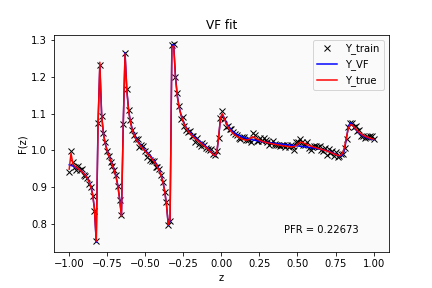 VF fit
Y_train
Y_VF
Y_true
F(z)
1.3
1.2
1.1
1.0
0.9
0.8
PFR = 0.22673
−1.00 −0.75 −0.50 −0.25 0.00 0.25 0.50 0.75 1.00
z